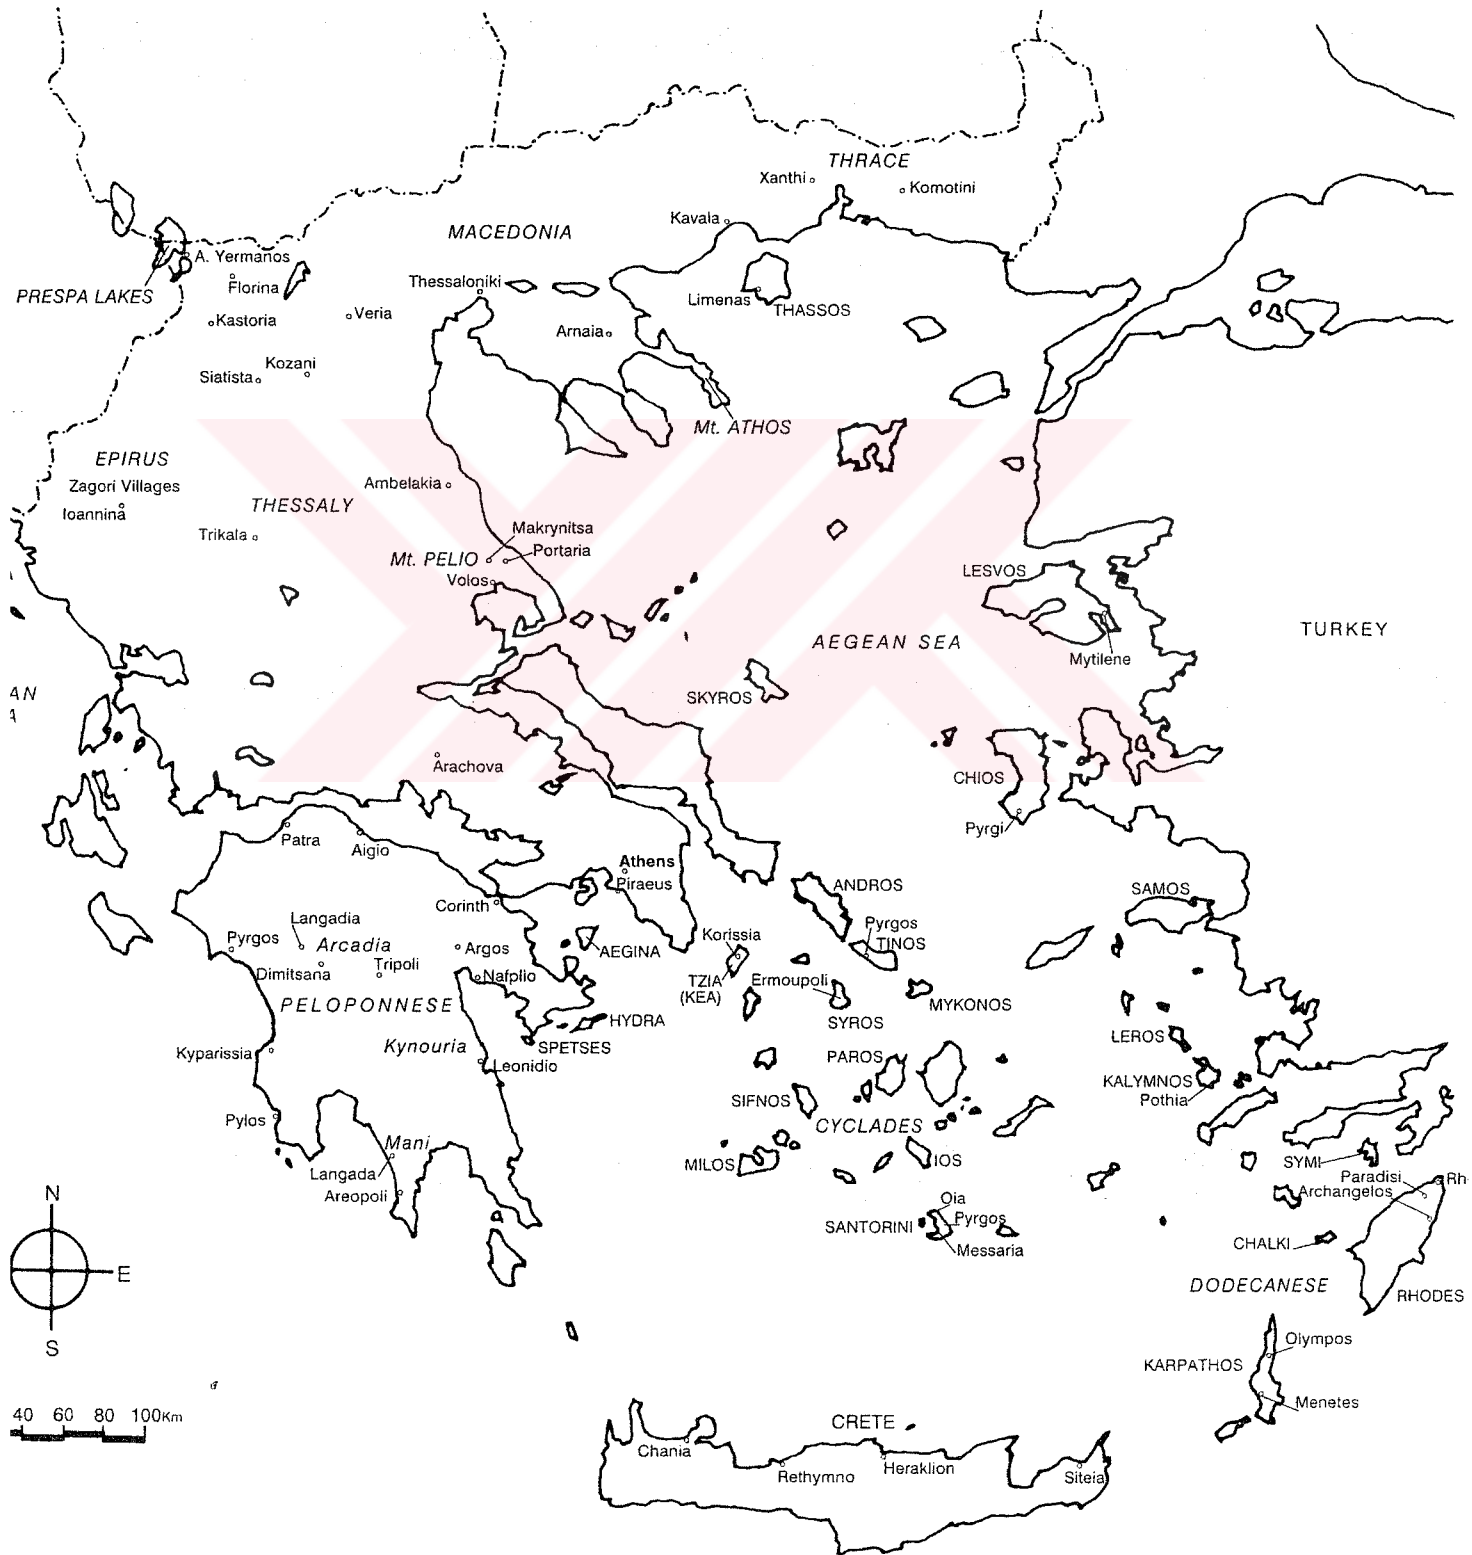 THRACE
Xanthi
Komotini
Kavala
MACEDONIA
A. Yermanos
Florina
PRESPA LAKES
Thessaloniki
Limenas
THASSOS
Kastoria
Veria
Arnaia
Kozani
Siatista
Mt. ATHOS
EPIRUS
Zagori Villages
Ioannina
Ambelakia
THESSALY
Trikala
Makrynitsa
Mt. PELIO
Portaria
Volos
LESVOS
AEGEAN SEA
TURKEY
Mytilene
AN
A
SKYROS
Arachova
CHIOS
Pyrgi
Patra
Aigio
Athens
Piraeus
ANDROS
SAMOS
Corinth
Langadia
Pyrgos
Arcadia
Argos
AEGINA
Korissia
Pyrgos
TINOS
Dimitsana
Tripoli
Nafplio
TZIA
(KEA)
Ermoupoli
PELOPONNESE
MYKONOS
HYDRA
SYROS
SPETSES
LEROS
Kyparissia
Kynouria
Leonidio
PAROS
KALYMNOS
Pothia
SIFNOS
Pylos
CYCLADES
Mani
Langada
MILOS
IOS
SYMI
Paradisi
Rh
Archangelos
Areopoli
N
Oia
SANTORINI
Pyrgos
Messaria
CHALKI
E
DODECANESE
RHODES
S
Olympos
KARPATHOS
Menetes
40 60 80 100Km
CRETE
Chania
Rethymno
Heraklion
Siteia